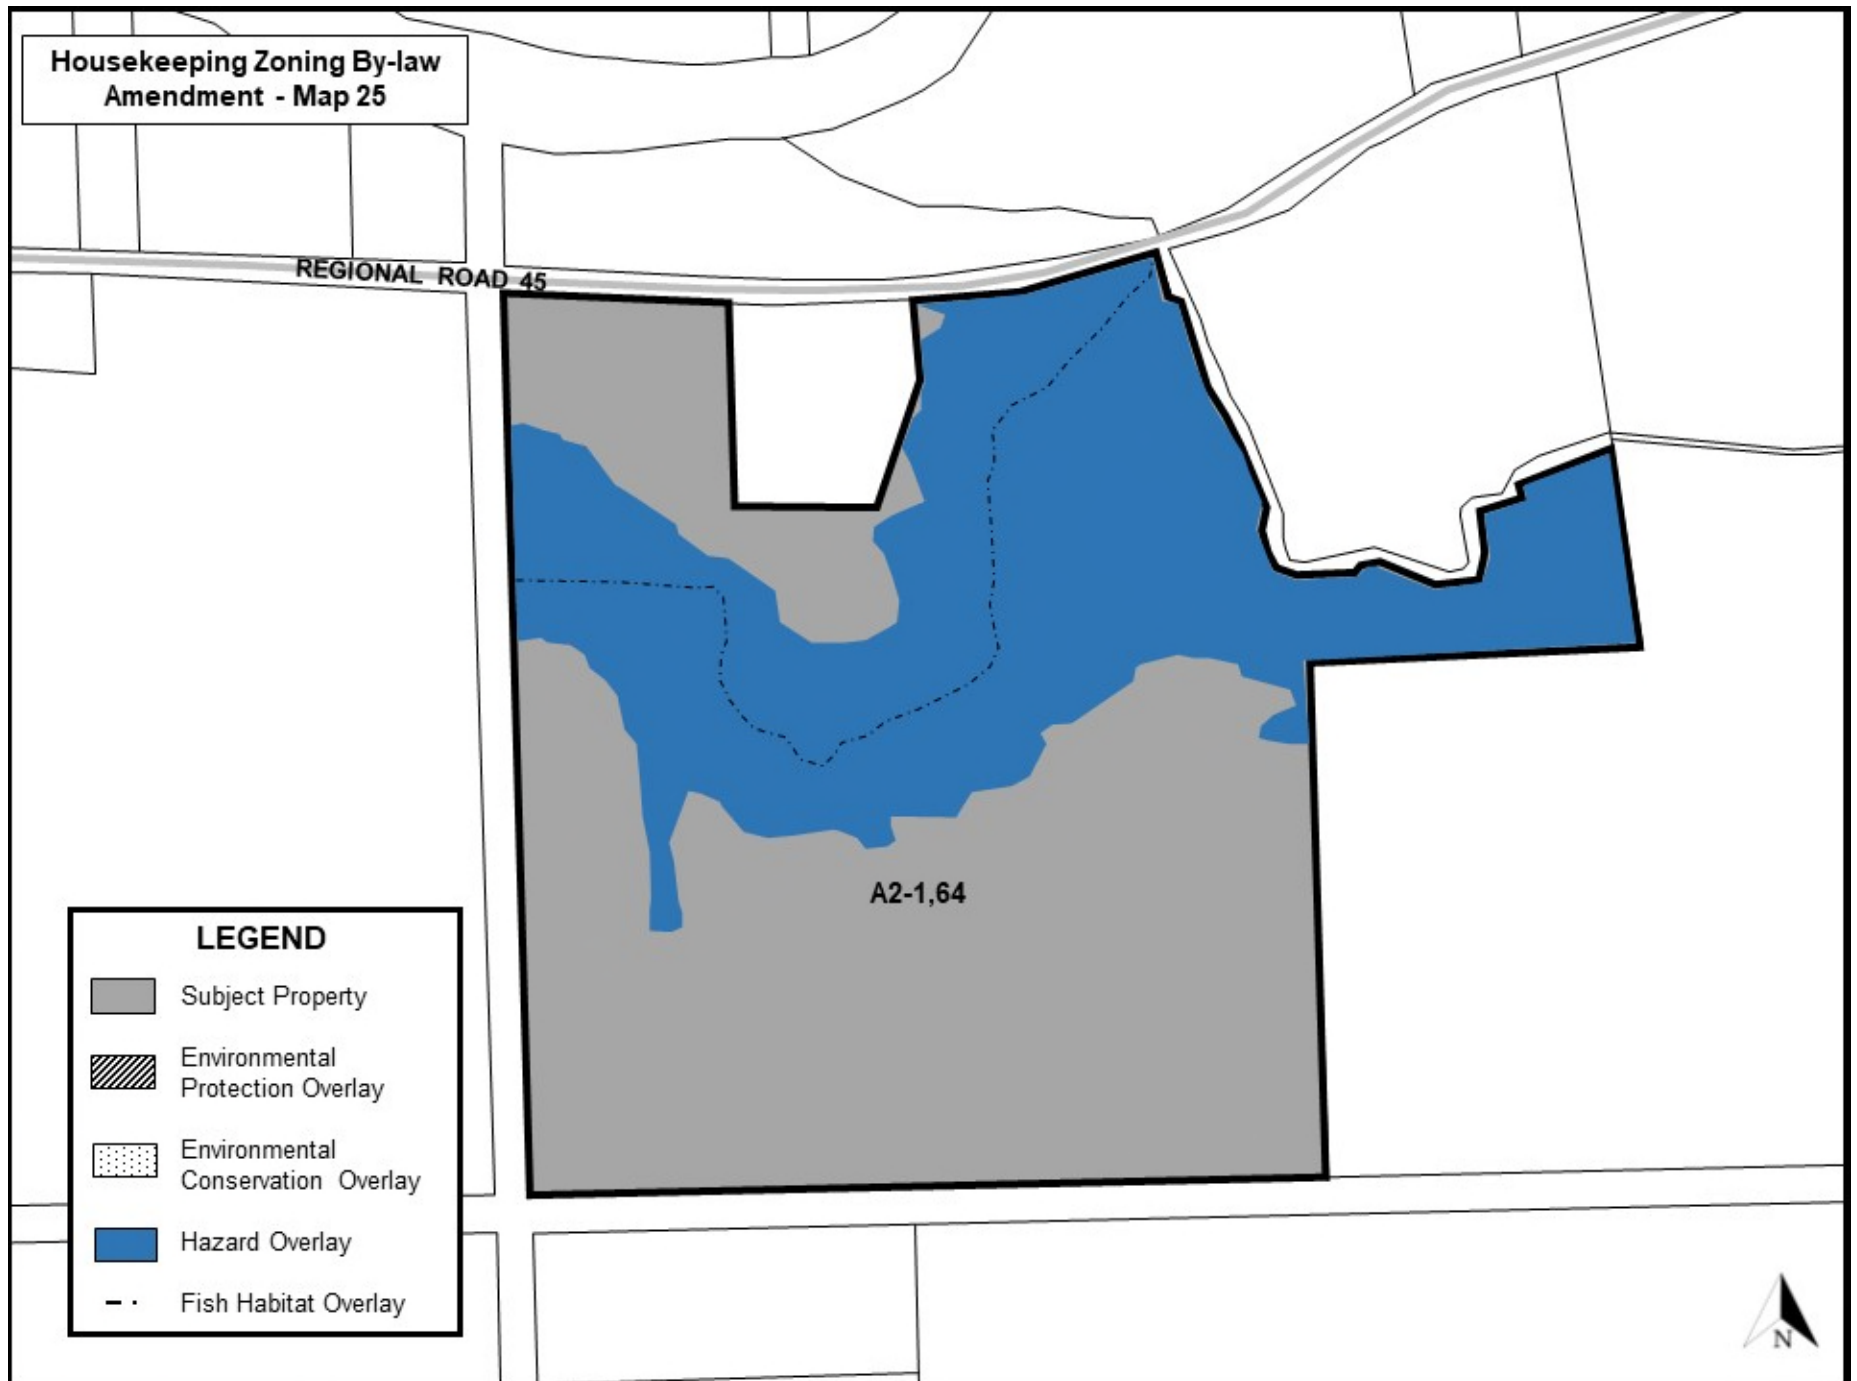 Housekeeping Zoning By-law
Amendment - Map 25
REGIONAL ROAD 45
A2-1,64
LEGEND
Subject Property
Environmental
Protection Overlay
Environmental
Conservation Overlay
Hazard Overlay
Fish Habitat Overlay
N